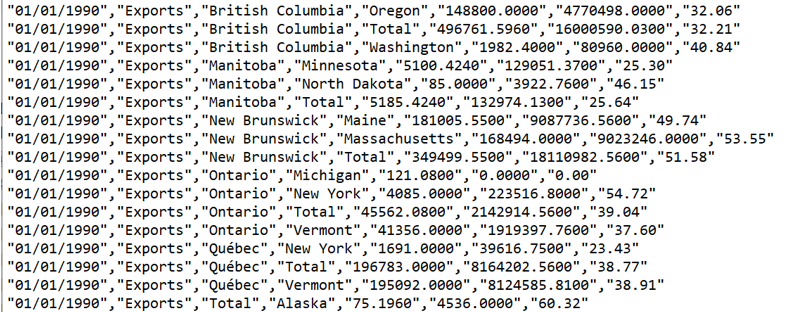 "01/01/1990","Exports","British Columbia","Oregon","148800.0000","4770498.0000","32.06"
"01/01/1990","Exports","British Columbia","Total","496761.5960","16000590.0300","32.21"
"01/01/1990","Exports","British Columbia","Washington","1982.4000","80960.0000","40.84"
"01/01/1990","Exports","Manitoba","Minnesota","5100.4240","129051.3700","25.30"
"01/01/1990","Exports","Manitoba","North Dakota","85.0000","3922.7600","46.15"
"01/01/1990","Exports","Manitoba","Total","5185.4240","132974.1300","25.64"
"01/01/1990","Exports","New Brunswick","Maine","181005.5500","9087736.5600","49.74"
"01/01/1990","Exports","New Brunswick","Massachusetts","168494.0000","9023246.0000","53.55"
"01/01/1990","Exports","New Brunswick","Total","349499.5500","18110982.5600","51.58"
"01/01/1990","Exports","Ontario","Michigan","121.0800","0.0000","0.00"
"01/01/1990","Exports","Ontario","New York","4085.0000","223516.8000","54.72"
"01/01/1990","Exports","Ontario","Total","45562.0800","2142914.5600","39.04"
"01/01/1990","Exports","Ontario","Vermont","41356.0000","1919397.7600","37.60"
"01/01/1990","Exports","Québec","New York","1691.0000","39616.7500","23.43"
"01/01/1990","Exports","Québec","Total","196783.0000","8164202.5600","38.77"
"01/01/1990","Exports","Québec","Vermont","195092.0000","8124585.8100","38.91"
"01/01/1990","Exports","Total","Alaska","75.1960","4536.0000","60.32"